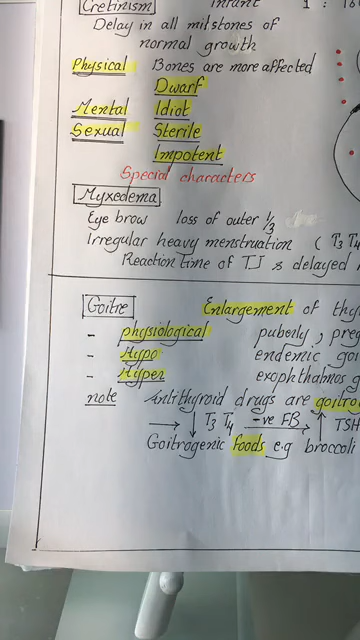 Cretinism Infant 1 : 16
Delay in all milstones of
normal growth
Physical Bones are more affected
Dwarf
Mental Idiot
Sexual Sterile
Impotent
Special characters
Myxedema
Eye brow loss of outer 1/3
Irregular heavy menstruation ( T3 T4
Reaction time of TJ is delayed
Goitre Enlargement of thy
- physiological puberty , preg
- Hypo endemic goi
- Hyper exophthalmos g
note Antithyroid drugs are goitro
→ ↓ T3 T4 -ve FB → ↑ TSH
Goitrogenic foods e.g broccoli